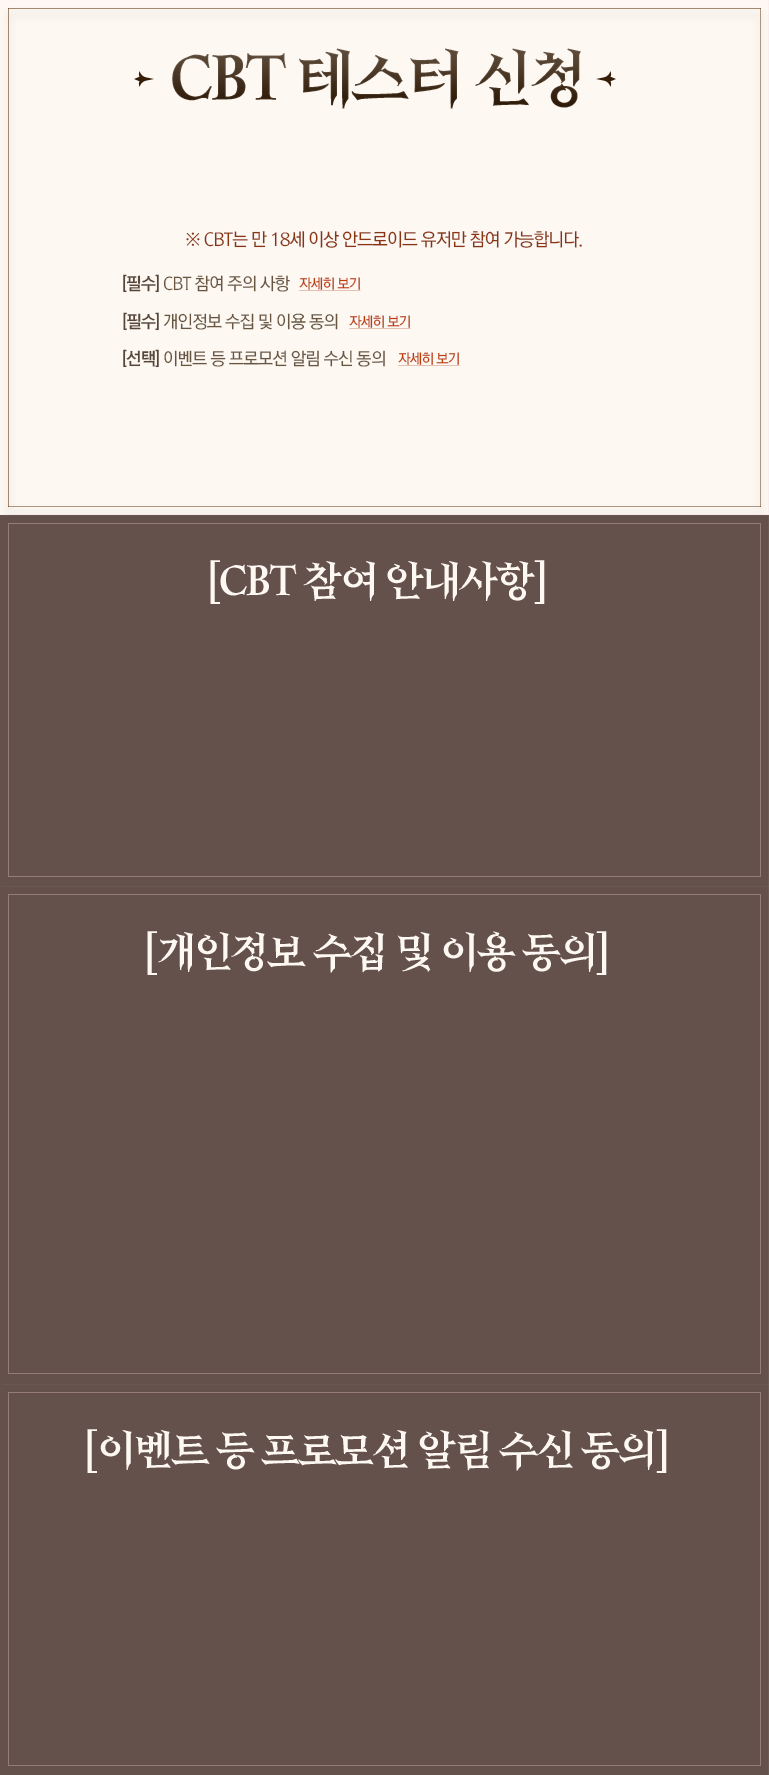 CBT 테스터 신청
※ CBT는 만 18세 이상 안드로이드 유저만 참여 가능합니다.
[필수] CBT 참여 주의 사항 자세히 보기
[필수] 개인정보 수집 및 이용 동의 자세히 보기
[선택] 이벤트 등 프로모션 알림 수신 동의 자세히 보기
[CBT 참여 안내사항]
[개인정보 수집 및 이용 동의]
[이벤트 등 프로모션 알림 수신 동의]